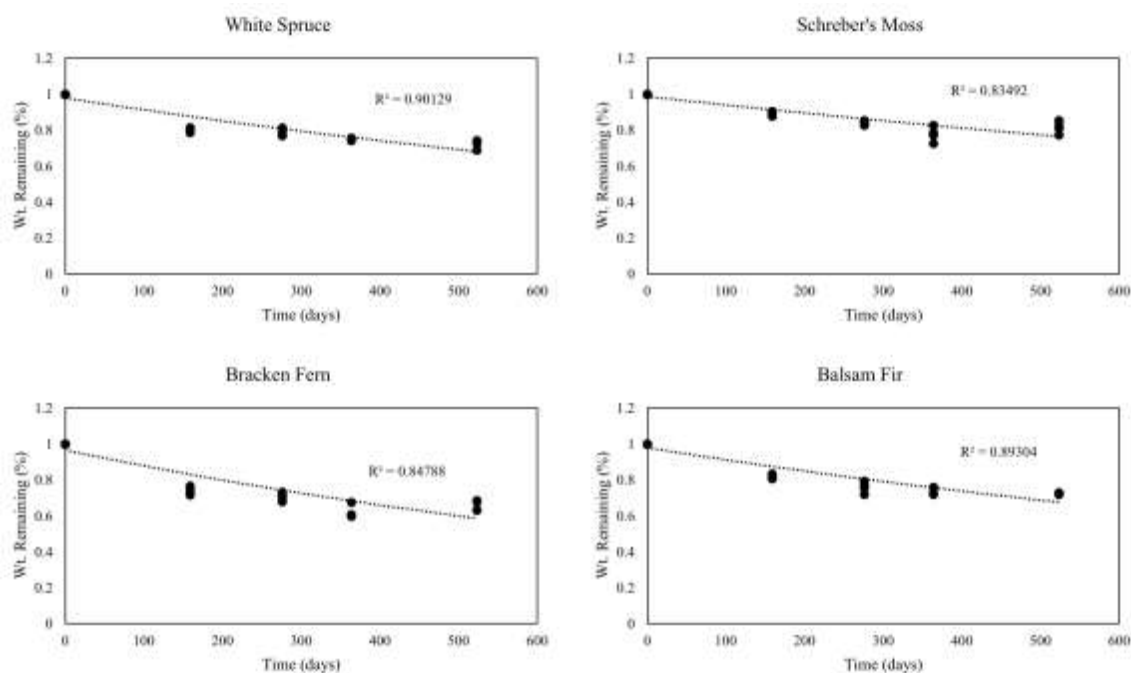 White Spruce
1.2
1
0.8
0.6
0.4
0.2
0
R² = 0.90129
Wt. Remaining (%)
0 100 200 300 400 500 600
Time (days)
Schreber's Moss
1.2
1
0.8
0.6
0.4
0.2
0
R² = 0.83492
Wt. Remaining (%)
0 100 200 300 400 500 600
Time (days)
Bracken Fern
1.2
1
0.8
0.6
0.4
0.2
0
R² = 0.84788
Wt. Remaining (%)
0 100 200 300 400 500 600
Time (days)
Balsam Fir
1.2
1
0.8
0.6
0.4
0.2
0
R² = 0.89304
Wt. Remaining (%)
0 100 200 300 400 500 600
Time (days)